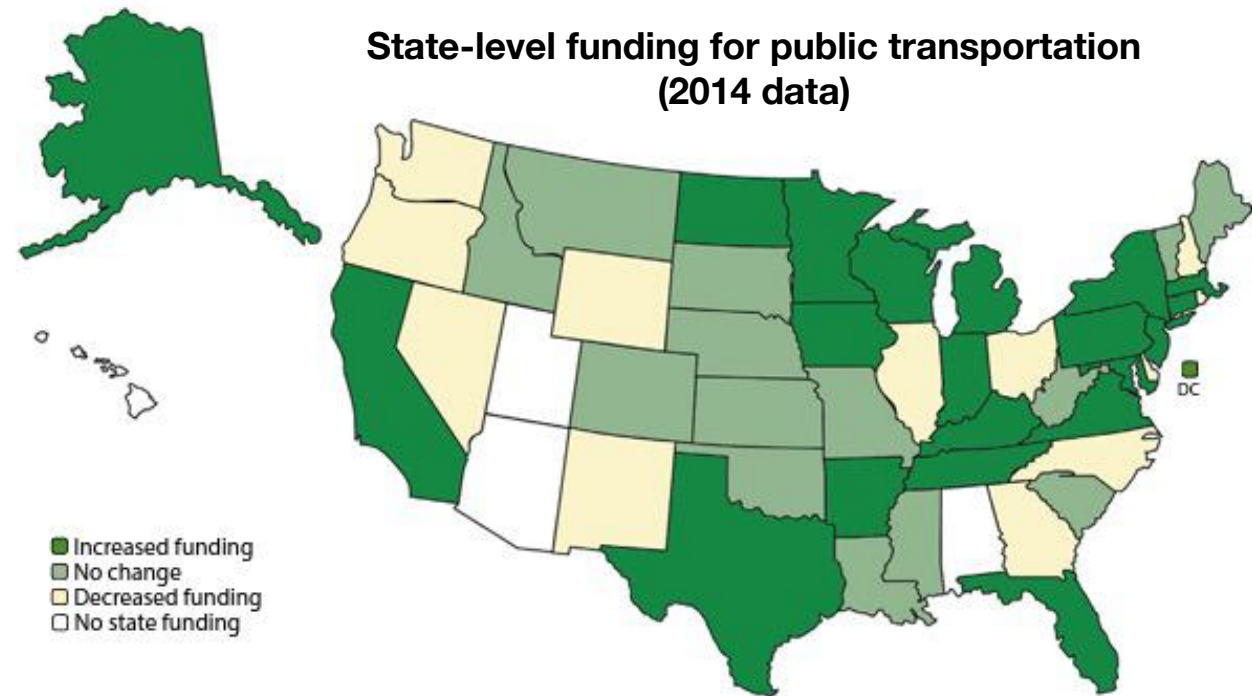 State-level funding for public transportation
(2014 data)
DC
Increased funding
No change
Decreased funding
No state funding